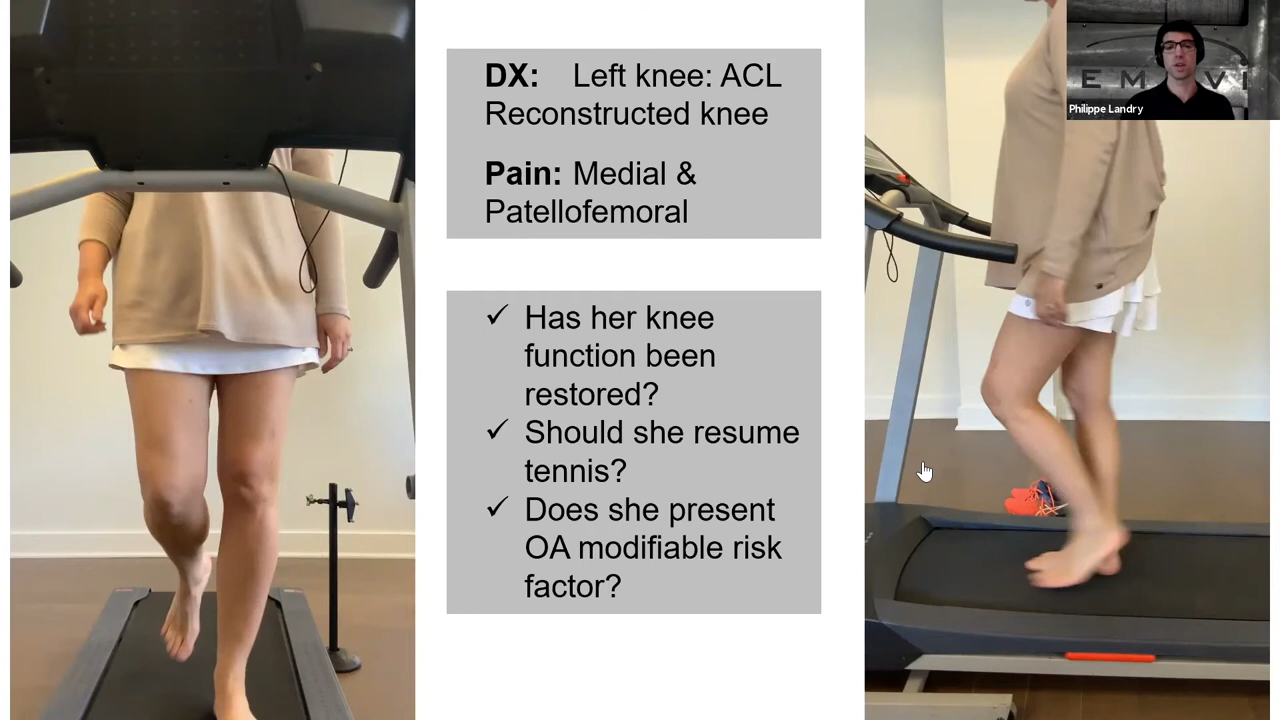 DX: Left knee: ACL
Reconstructed knee
Pain: Medial &
Patellofemoral
✓ Has her knee
function been
restored?
✓ Should she resume
tennis?
✓ Does she present
OA modifiable risk
factor?
Philippe Landry